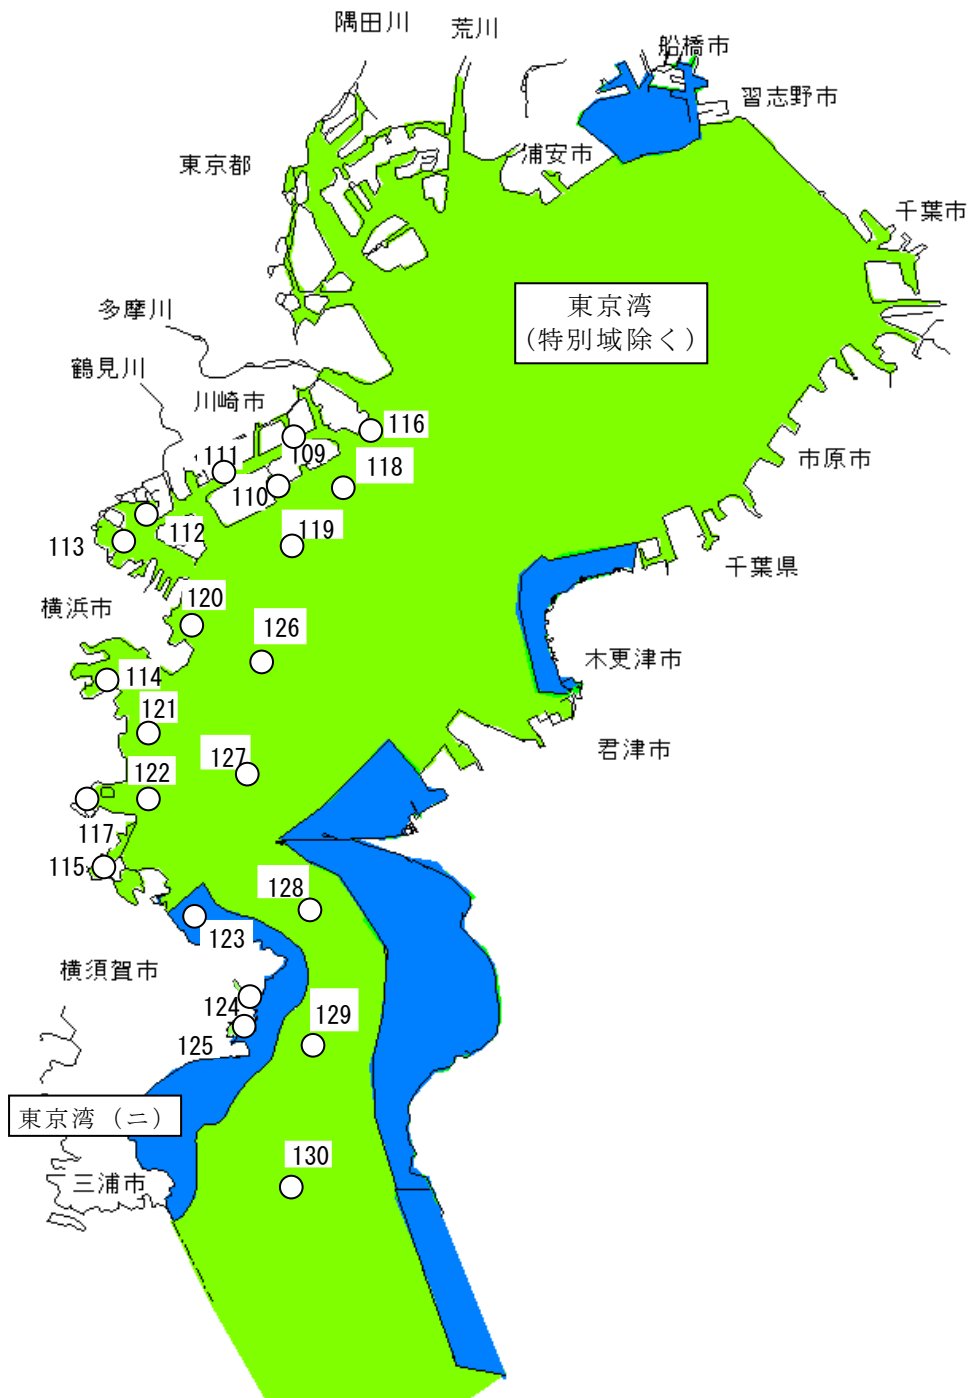 隅田川
荒川
船橋市
習志野市
浦安市
東京都
千葉市
東京湾
(特別域除く)
多摩川
鶴見川
川崎市
116
109
111
118
110
市原市
112
119
113
千葉県
横浜市
120
126
木更津市
114
121
君津市
127
122
117
115
128
123
横須賀市
124
129
125
東京湾（二）
130
三浦市